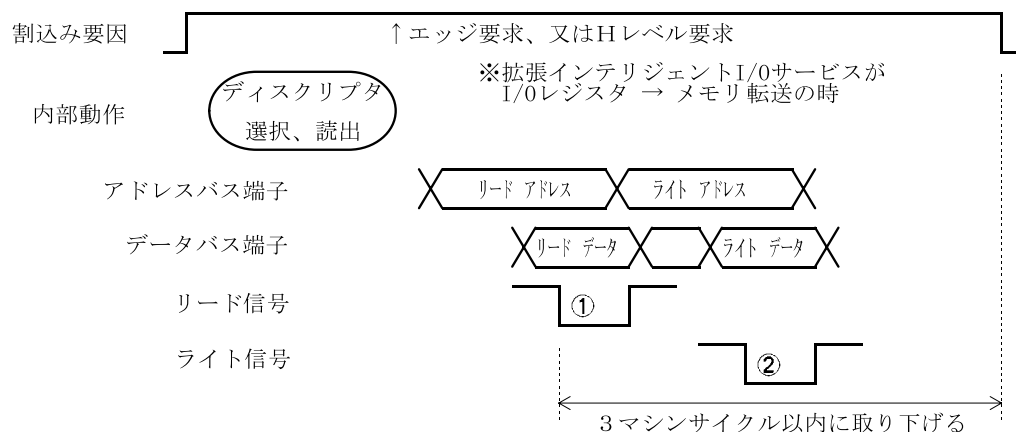 割込み要因
↑エッジ要求、又はＨレベル要求
※拡張インテリジェントI/Oサービスが
I/Oレジスタ → メモリ転送の時
内部動作
ディスクリプタ
選択、読出
アドレスバス端子
リード アドレス
ライト アドレス
データバス端子
リード データ
ライト データ
リード信号
①
ライト信号
②
３マシンサイクル以内に取り下げる